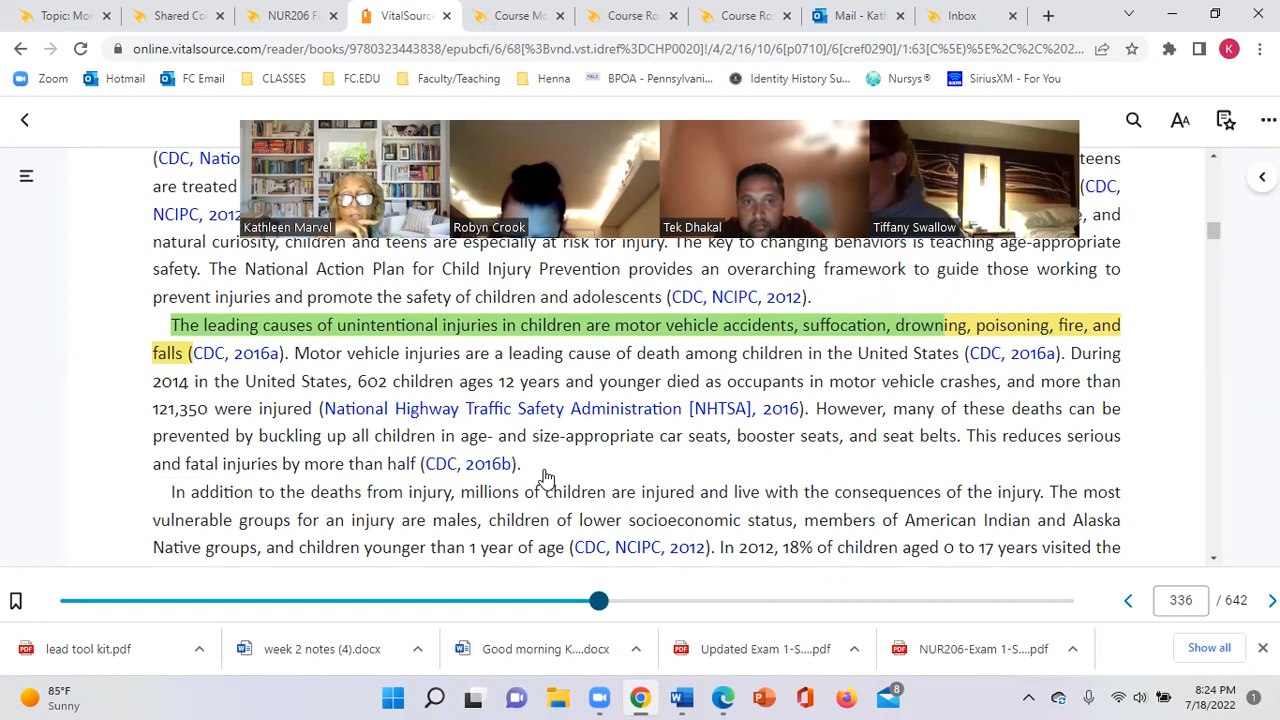 Topic: Mor
Shared Co
NUR206 F
VitalSource
Course Mo
Course Ro
Course Ro
Mail - Kath
Inbox
online.vitalsource.com/reader/books/9780323443838/epubcfi/6/68[%3Bvnd.vst.idref%3DCHP0020]!/4/2/16/10/6[p0710]/6[cref0290]/1:63[C%5E)%5E%2C%2C%202...
K
Zoom
Hotmail
FC Email
CLASSES
FC.EDU
Faculty/Teaching
Henna
BPOA - Pennsylvani...
Identity History Su...
Nursys®
SiriusXM - For You
(CDC, Natio teens
are treated (CDC,
NCIPC, 2012 e, and
Kathleen Marvel
Robyn Crook
Tek Dhakal
Tiffany Swallow
natural curiosity, children and teens are especially at risk for injury. The key to changing behaviors is teaching age-appropriate
safety. The National Action Plan for Child Injury Prevention provides an overarching framework to guide those working to
prevent injuries and promote the safety of children and adolescents (CDC, NCIPC, 2012).
The leading causes of unintentional injuries in children are motor vehicle accidents, suffocation, drowning, poisoning, fire, and
falls (CDC, 2016a). Motor vehicle injuries are a leading cause of death among children in the United States (CDC, 2016a). During
2014 in the United States, 602 children ages 12 years and younger died as occupants in motor vehicle crashes, and more than
121,350 were injured (National Highway Traffic Safety Administration [NHTSA], 2016). However, many of these deaths can be
prevented by buckling up all children in age- and size-appropriate car seats, booster seats, and seat belts. This reduces serious
and fatal injuries by more than half (CDC, 2016b).
In addition to the deaths from injury, millions of children are injured and live with the consequences of the injury. The most
vulnerable groups for an injury are males, children of lower socioeconomic status, members of American Indian and Alaska
Native groups, and children younger than 1 year of age (CDC, NCIPC, 2012). In 2012, 18% of children aged 0 to 17 years visited the
336 / 642
lead tool kit.pdf
week 2 notes (4).docx
Good morning K....docx
Updated Exam 1-S....pdf
NUR206-Exam 1-S....pdf
Show all
85°F
Sunny
8
8:24 PM
7/18/2022
1